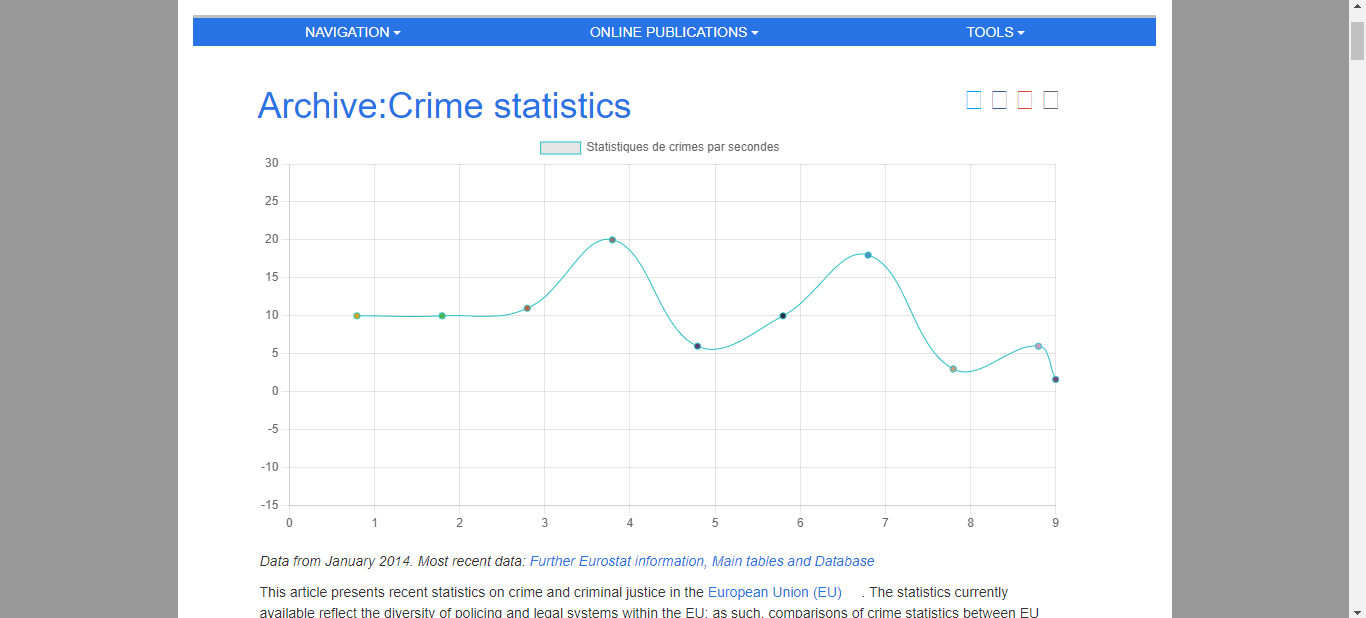 NAVIGATION ONLINE PUBLICATIONS TOOLS
Archive:Crime statistics
Statistiques de crimes par secondes
30
25
20
15
10
5
0
-5
-10
-15
0 1 2 3 4 5 6 7 8 9
Data from January 2014. Most recent data: Further Eurostat information, Main tables and Database
This article presents recent statistics on crime and criminal justice in the European Union (EU) . The statistics currently
available reflect the diversity of policing and legal systems within the EU; as such, comparisons of crime statistics between EU